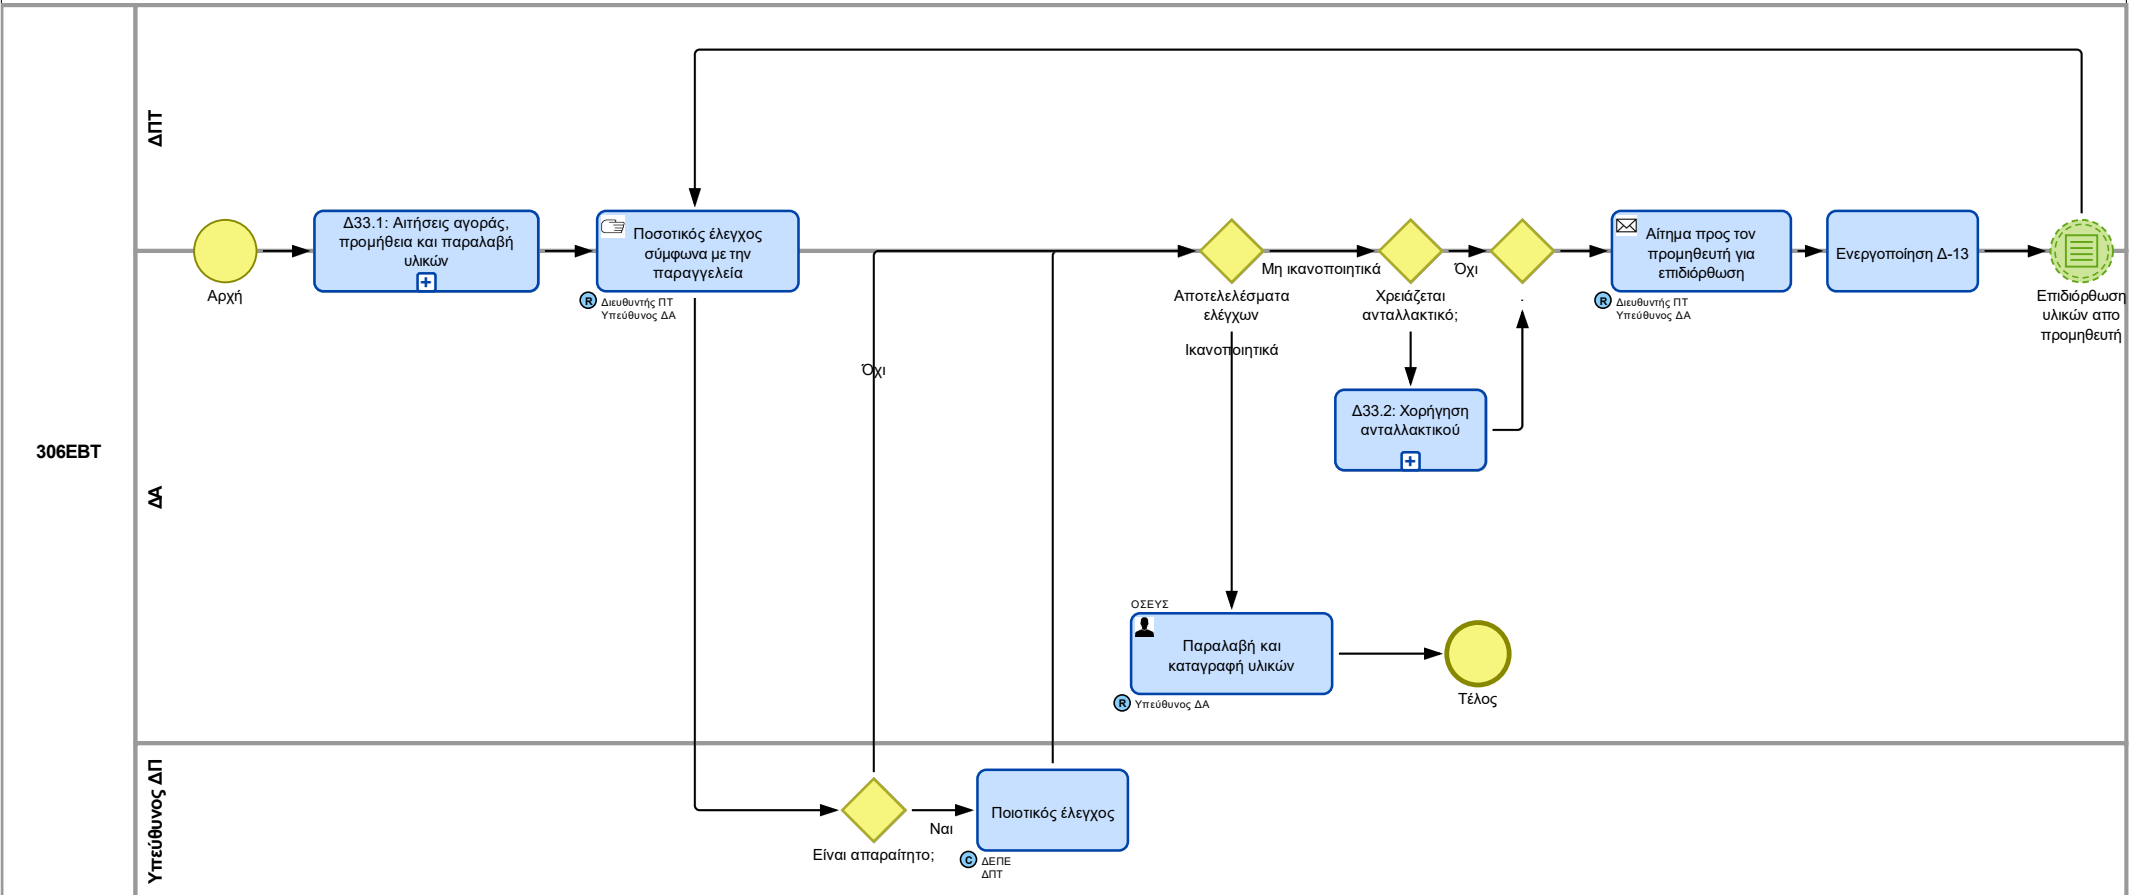 306ΕΒΤ
ΔΠΤ
ΔΑ
Υπεύθυνος ΔΠ
Αρχή
Δ33.1: Αιτήσεις αγοράς,
προμήθεια και παραλαβή
υλικών
Ποσοτικός έλεγχος
σύμφωνα με την
παραγγελεία
R
Διευθυντής ΠΤ
Υπεύθυνος ΔΑ
Όχι
Αποτελελέσματα
ελέγχων
Μη ικανοποιητικά
Ικανοποιητικά
Χρειάζεται
ανταλλακτικό;
Όχι
.
Δ33.2: Χορήγηση
ανταλλακτικού
Αίτημα προς τον
προμηθευτή για
επιδιόρθωση
R
Διευθυντής ΠΤ
Υπεύθυνος ΔΑ
Ενεργοποίηση Δ-13
Επιδιόρθωση
υλικών απο
προμηθευτή
ΟΣΕΥΣ
Παραλαβή και
καταγραφή υλικών
R
Υπεύθυνος ΔΑ
Τέλος
Είναι απαραίτητο;
Ναι
Ποιοτικός έλεγχος
C
ΔΕΠΕ
ΔΠΤ